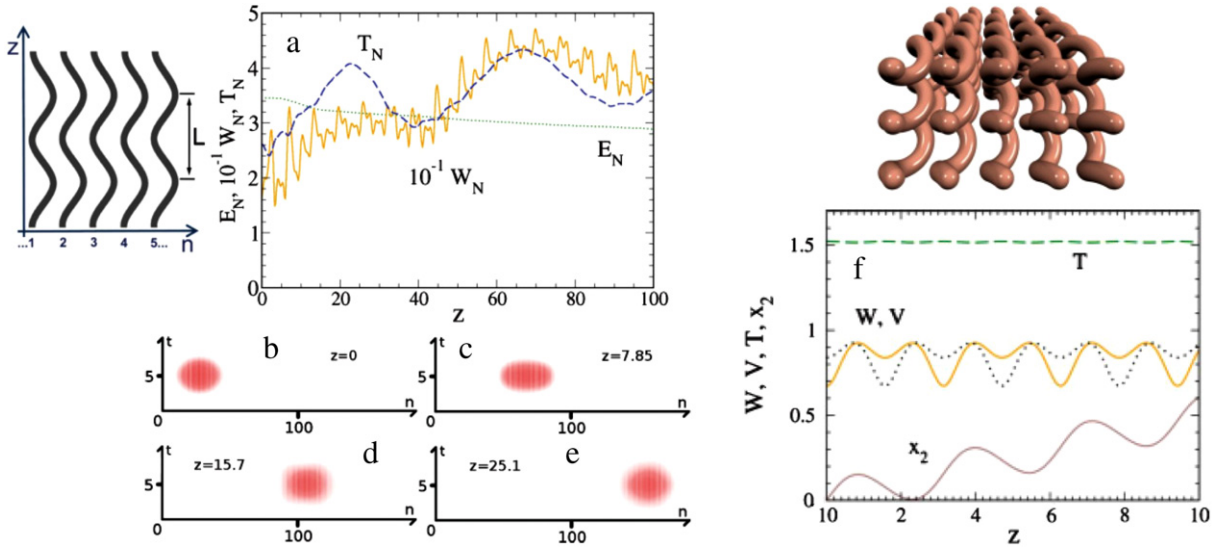 z
L
...1 2 3 4 5... n
a
E_N, 10^-1 W_N, T_N
5
4
3
2
1
0
T_N
E_N
10^-1 W_N
0 20 40 60 80 100
z
b
t
z=0
5
n
0 100
c
t
z=7.85
5
n
0 100
d
t
z=15.7
5
n
0 100
e
t
z=25.1
5
n
0 100
f
W, V, T, x_2
1.5
1
0.5
0
T
W, V
x_2
10 2 4 6 8 10
z